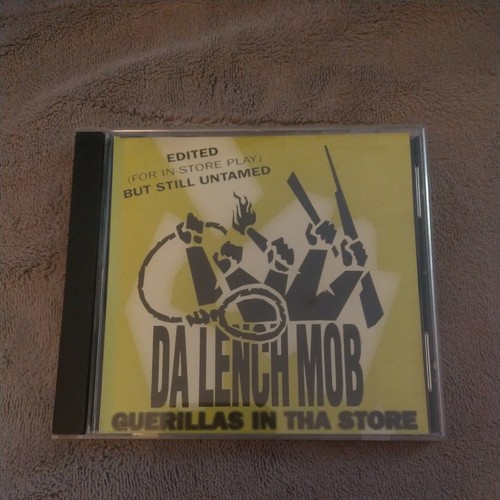 EDITED
(FOR IN-STORE PLAY)
BUT STILL UNTAMED
DA LENCH MOB
GUERILLAS IN THA STORE